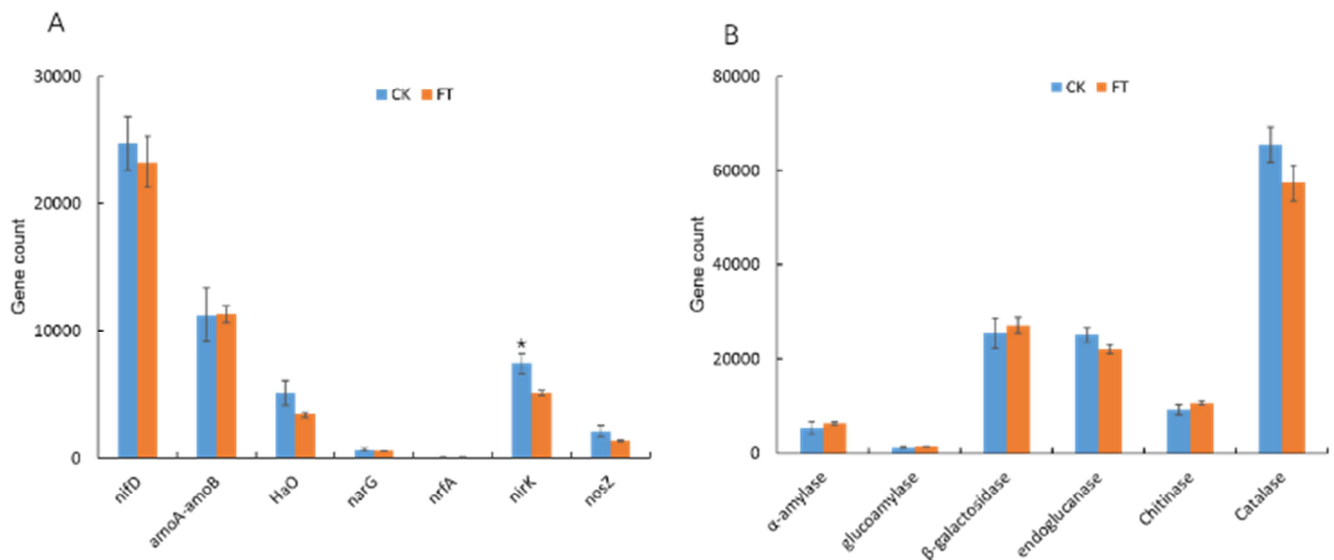 A
30000
20000
10000
0
Gene count
CK FT
*
nifD
amoA-amoB
HaO
narG
nrfA
nirK
nosZ
B
80000
60000
40000
20000
0
Gene count
CK FT
α-amylase
glucoamylase
β-galactosidase
endoglucanase
Chitinase
Catalase